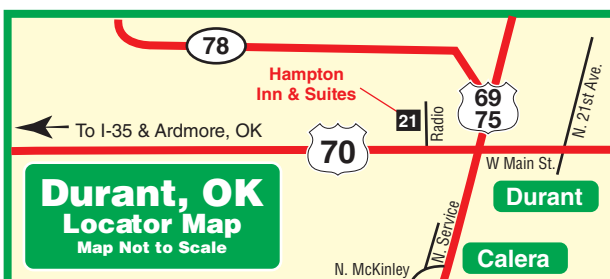 78
Hampton
Inn & Suites
21
Radio
69
75
N. 21st Ave.
To I-35 & Ardmore, OK
70
W Main St.
Durant, OK
Locator Map
Map Not to Scale
Durant
N. Service
Calera
N. McKinley